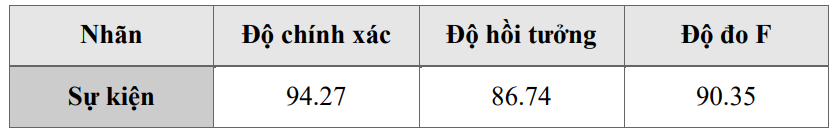 Nhãn Độ chính xác Độ hồi tưởng Độ đo F
Sự kiện 94.27 86.74 90.35